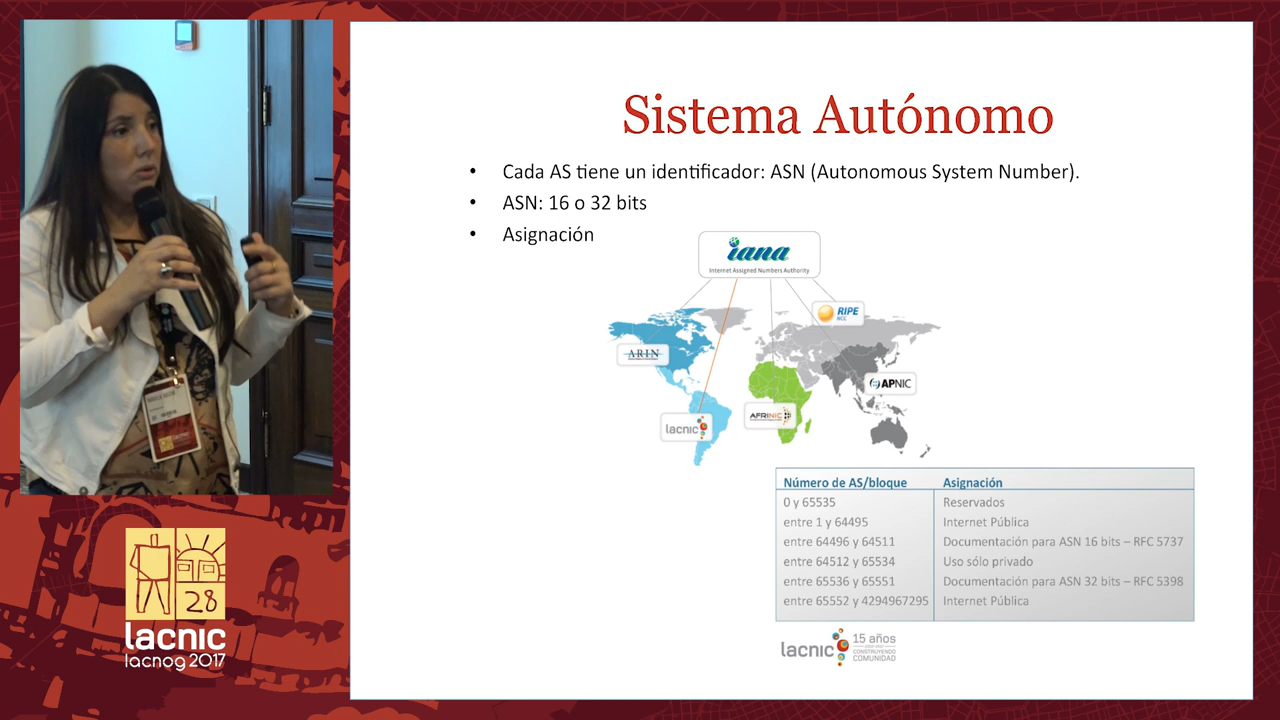 Sistema Autónomo
• Cada AS tiene un identificador: ASN (Autonomous System Number).
• ASN: 16 o 32 bits
• Asignación
iana
Internet Assigned Numbers Authority
RIPE
NCC
ARIN
APNIC
AFRINIC
lacnic
Número de AS/bloque Asignación
0 y 65535 Reservados
entre 1 y 64495 Internet Pública
entre 64496 y 64511 Documentación para ASN 16 bits – RFC 5737
entre 64512 y 65534 Uso sólo privado
entre 65536 y 65551 Documentación para ASN 32 bits – RFC 5398
entre 65552 y 4294967295 Internet Pública
lacnic 15 años
CONSTRUYENDO
COMUNIDAD
28
lacnic
lacnog 2017